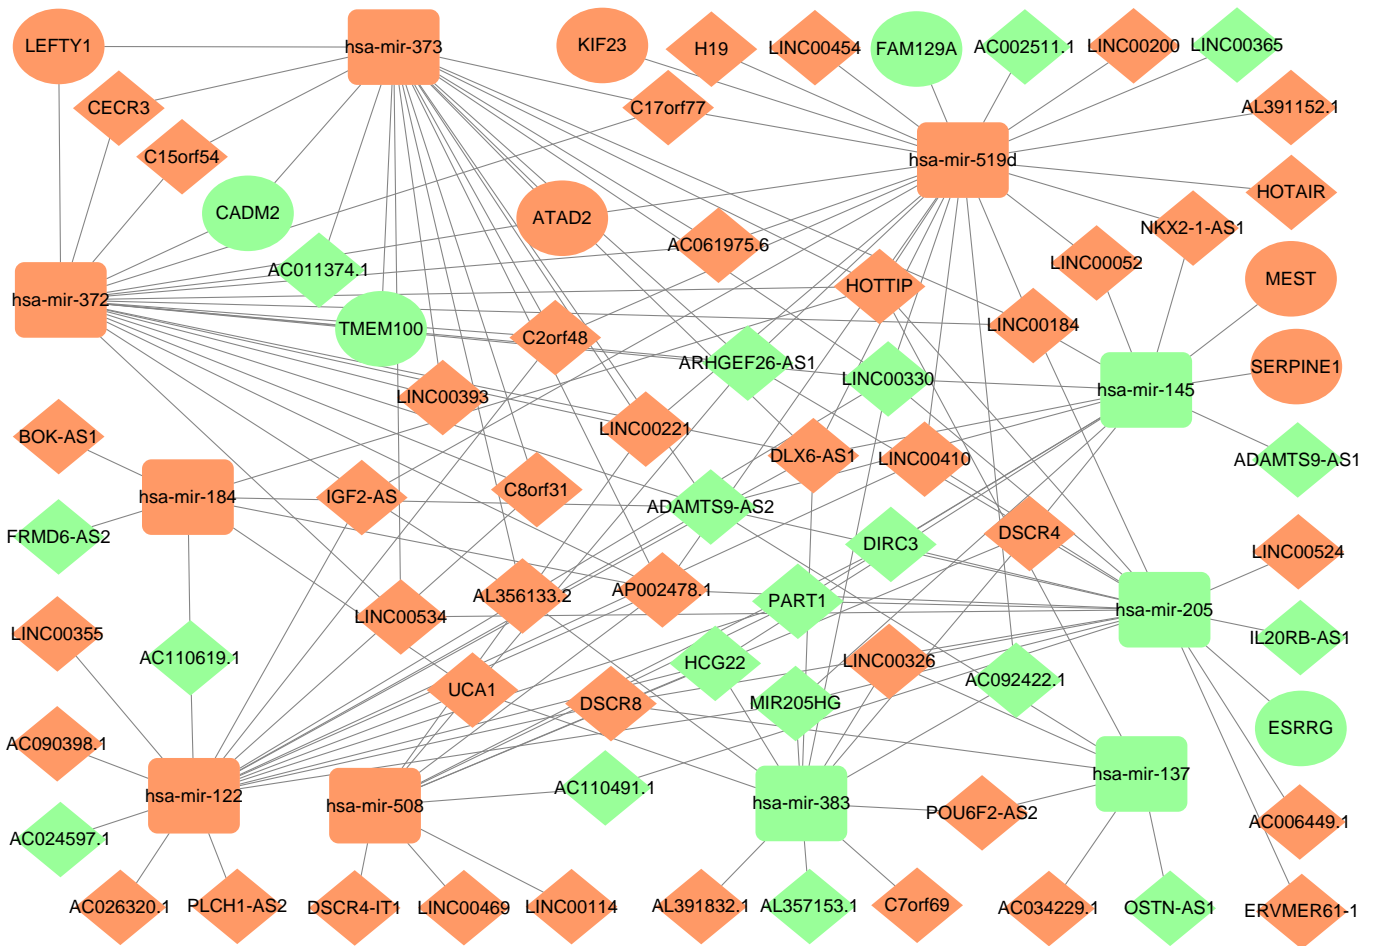 LEFTY1
hsa-mir-373
KIF23
H19
LINC00454
FAM129A
AC002511.1
LINC00200
LINC00365
CECR3
C17orf77
AL391152.1
C15orf54
hsa-mir-519d
HOTAIR
CADM2
ATAD2
AC061975.6
NKX2-1-AS1
LINC00052
AC011374.1
MEST
hsa-mir-372
HOTTIP
TMEM100
C2orf48
LINC00184
ARHGEF26-AS1
LINC00330
SERPINE1
hsa-mir-145
LINC00393
BOK-AS1
LINC00221
DLX6-AS1
LINC00410
ADAMTS9-AS1
hsa-mir-184
IGF2-AS
C8orf31
ADAMTS9-AS2
FRMD6-AS2
DIRC3
DSCR4
LINC00524
AL356133.2
AP002478.1
PART1
hsa-mir-205
LINC00534
LINC00355
IL20RB-AS1
AC110619.1
HCG22
LINC00326
AC092422.1
UCA1
DSCR8
MIR205HG
ESRRG
AC090398.1
hsa-mir-122
hsa-mir-508
AC110491.1
hsa-mir-383
hsa-mir-137
POU6F2-AS2
AC006449.1
AC024597.1
AC026320.1
PLCH1-AS2
DSCR4-IT1
LINC00469
LINC00114
AL391832.1
AL357153.1
C7orf69
AC034229.1
OSTN-AS1
ERVMER61-1